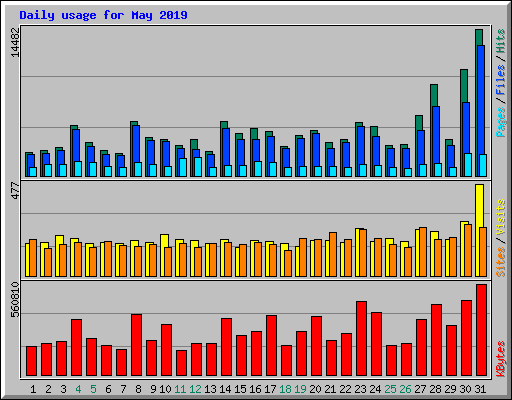 Daily usage for May 2019
14482
Pages / Files / Hits
477
Sites / Visits
560810
KBytes
1 2 3 4 5 6 7 8 9 10 11 12 13 14 15 16 17 18 19 20 21 22 23 24 25 26 27 28 29 30 31